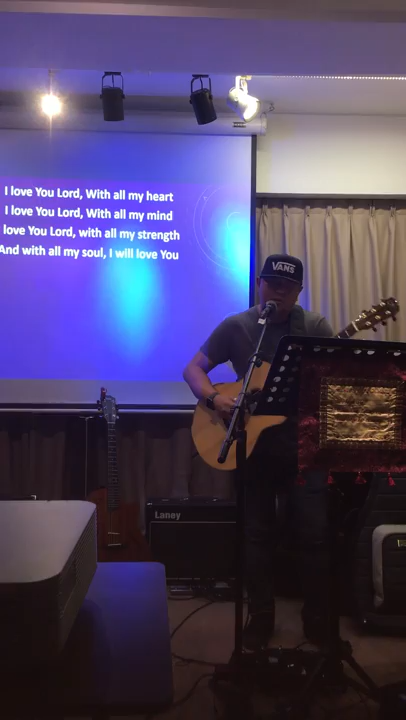 I love You Lord, With all my heart
I love You Lord, With all my mind
love You Lord, with all my strength
And with all my soul, I will love You
VANS
Laney